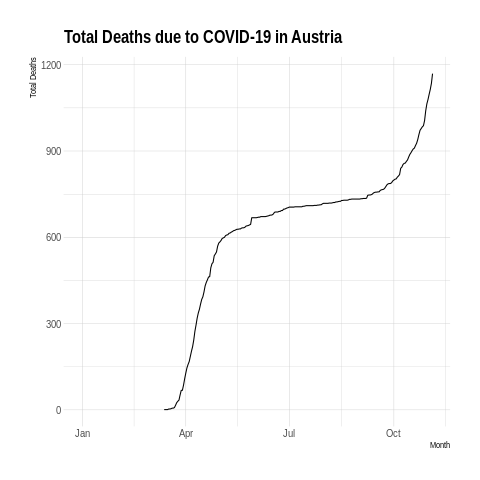 Total Deaths due to COVID-19 in Austria
Total Deaths
1200
900
600
300
0
Jan Apr Jul Oct
Month